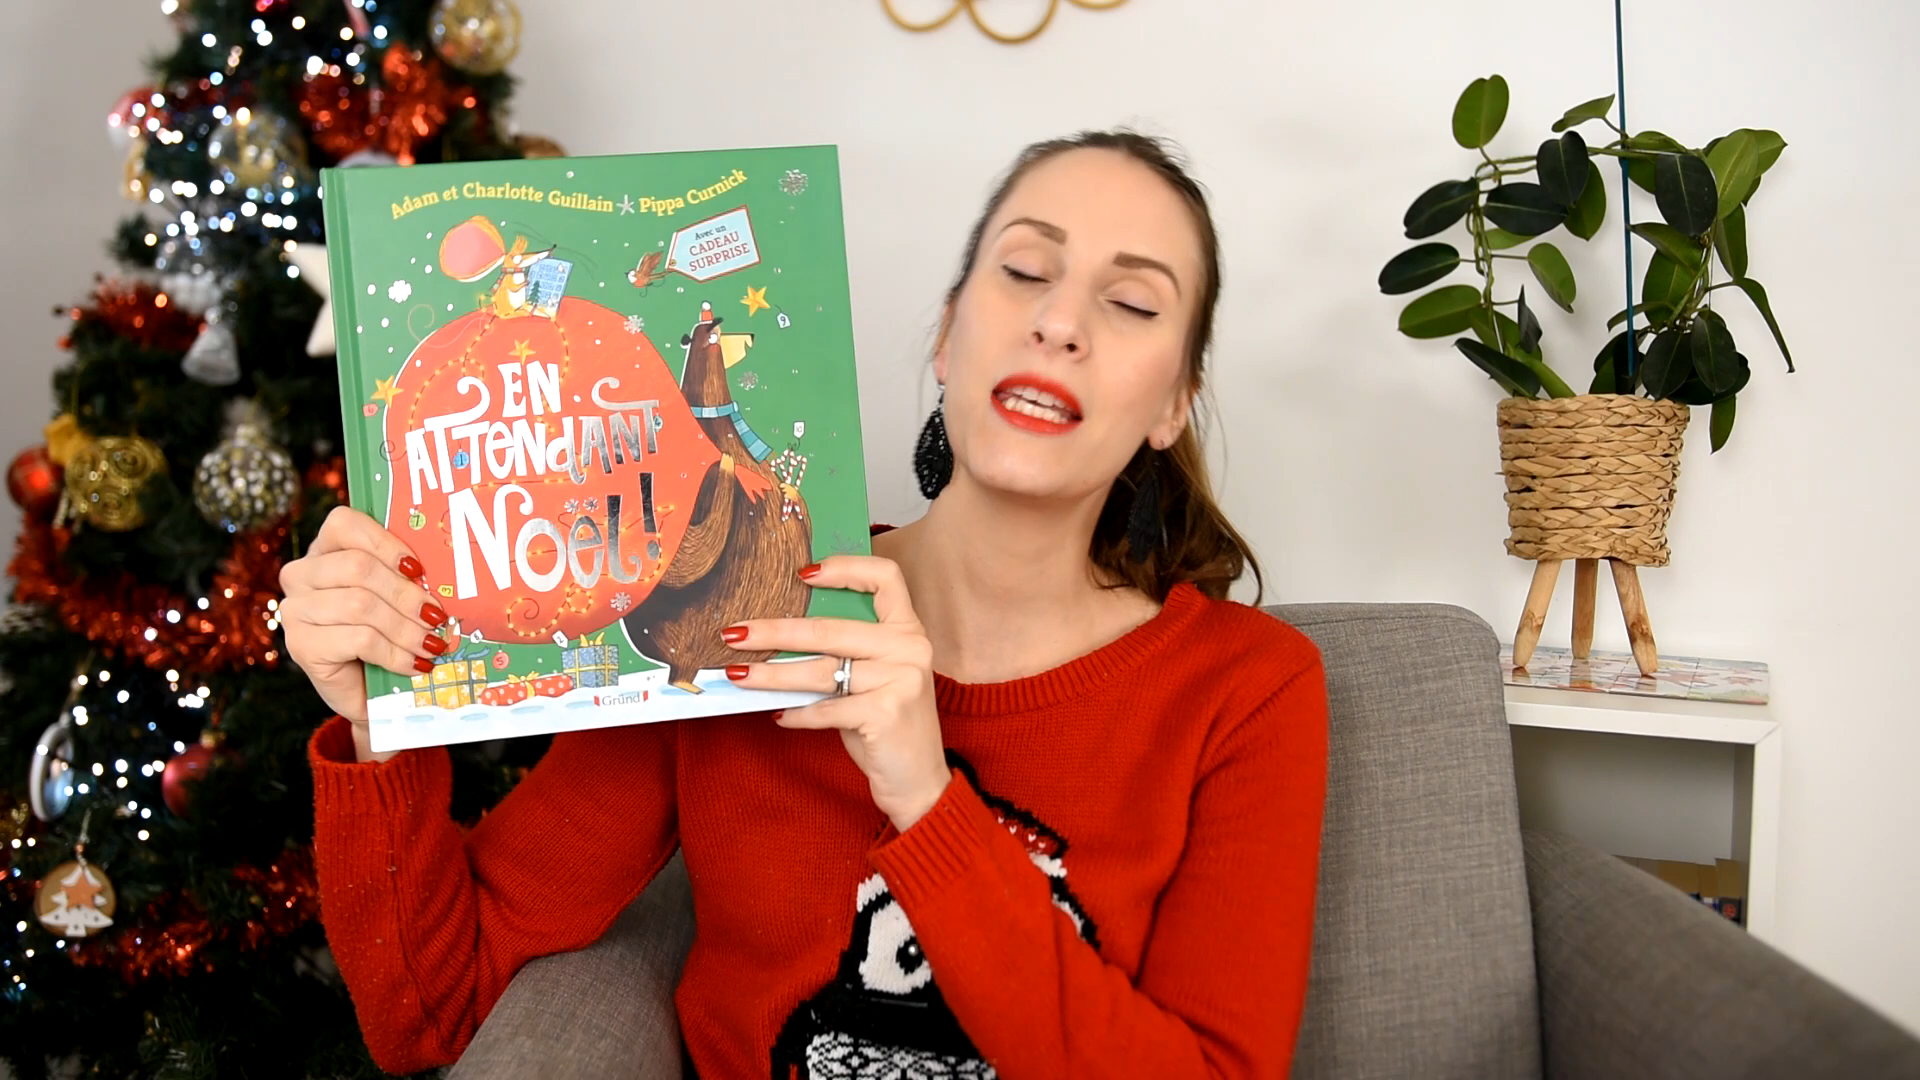 Adam et Charlotte Guillain * Pippa Curnick
Avec un
CADEAU
SURPRISE
EN
ATTENDANT
NOËL!
Gründ